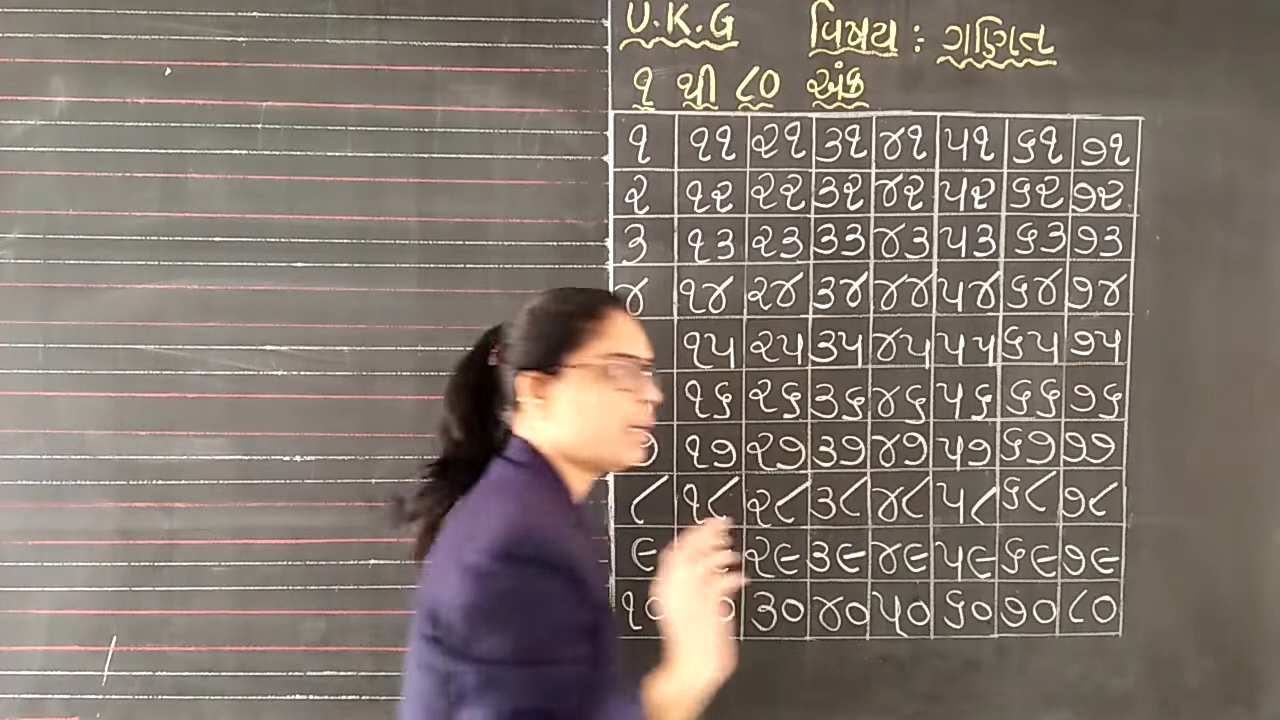 U.K.G વિષય : ગણિત
૧ થી ૮૦ અંક
૧ ૧૧ ૨૧ ૩૧ ૪૧ ૫૧ ૬૧ ૭૧
૨ ૧૨ ૨૨ ૩૨ ૪૨ ૫૨ ૬૨ ૭૨
૩ ૧૩ ૨૩ ૩૩ ૪૩ ૫૩ ૬૩ ૭૩
૪ ૧૪ ૨૪ ૩૪ ૪૪ ૫૪ ૬૪ ૭૪
૧૫ ૨૫ ૩૫ ૪૫ ૫૫ ૬૫ ૭૫
૧૬ ૨૬ ૩૬ ૪૬ ૫૬ ૬૬ ૭૬
૭ ૧૭ ૨૭ ૩૭ ૪૭ ૫૭ ૬૭ ૭૭
૮ ૧૮ ૨૮ ૩૮ ૪૮ ૫૮ ૬૮ ૭૮
૯ ૨૯ ૩૯ ૪૯ ૫૯ ૬૯ ૭૯
૧૦ ૩૦ ૪૦ ૫૦ ૬૦ ૭૦ ૮૦